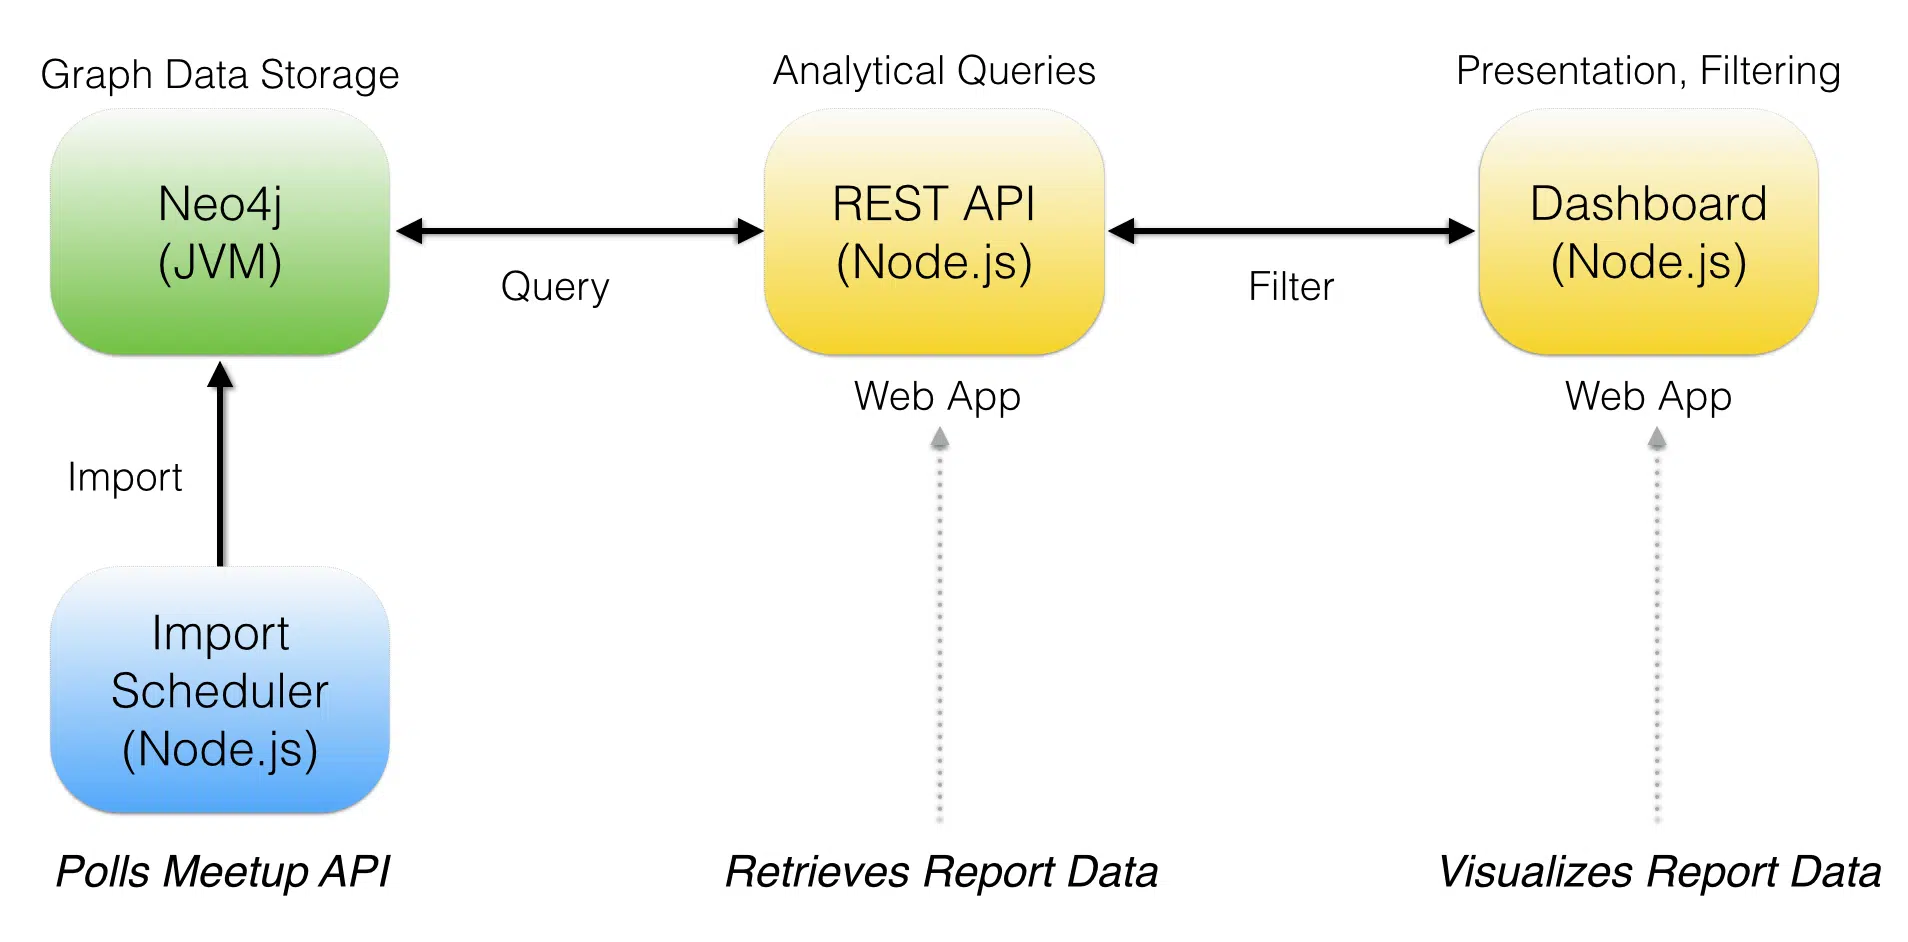 Graph Data Storage
Analytical Queries
Presentation, Filtering
Neo4j
(JVM)
Query
REST API
(Node.js)
Filter
Dashboard
(Node.js)
Web App
Web App
Import
Import
Scheduler
(Node.js)
Polls Meetup API
Retrieves Report Data
Visualizes Report Data